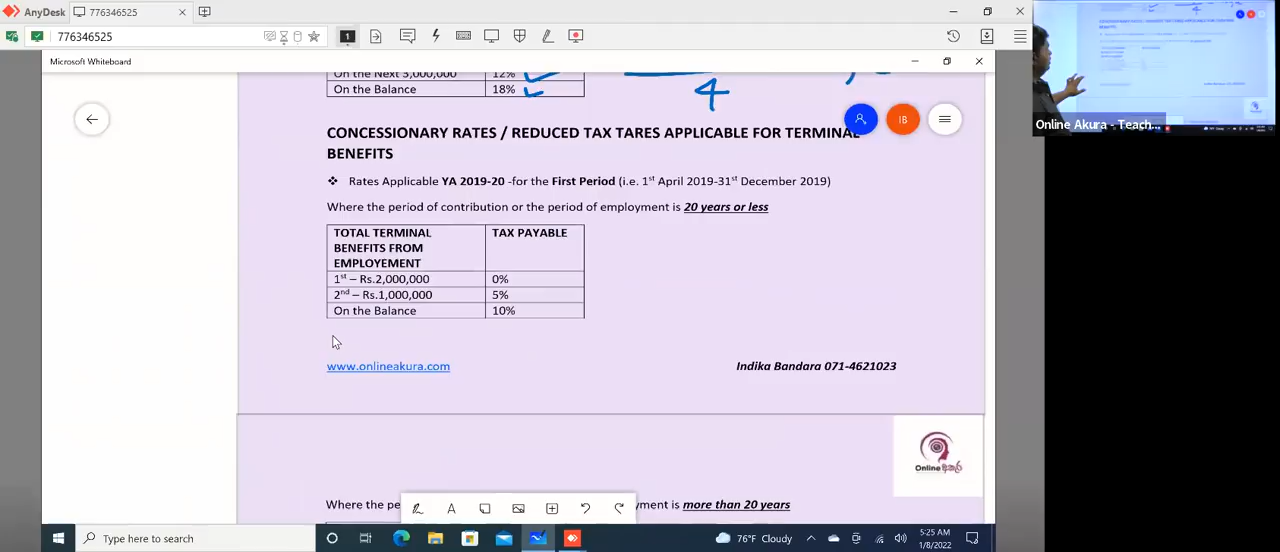 AnyDesk
776346525
776346525
1
Microsoft Whiteboard
On the Next 3,000,000 12%
On the Balance 18%
4
CONCESSIONARY RATES / REDUCED TAX TARES APPLICABLE FOR TERMINAL
BENEFITS
IB
❖ Rates Applicable YA 2019-20 -for the First Period (i.e. 1st April 2019-31st December 2019)
Where the period of contribution or the period of employment is 20 years or less
TOTAL TERMINAL TAX PAYABLE
BENEFITS FROM
EMPLOYEMENT
1st – Rs.2,000,000 0%
2nd – Rs.1,000,000 5%
On the Balance 10%
www.onlineakura.com Indika Bandara 071-4621023
Online අකුර
Where the pe yment is more than 20 years
Type here to search
76°F Cloudy
5:25 AM
1/8/2022
Online Akura - Teach...